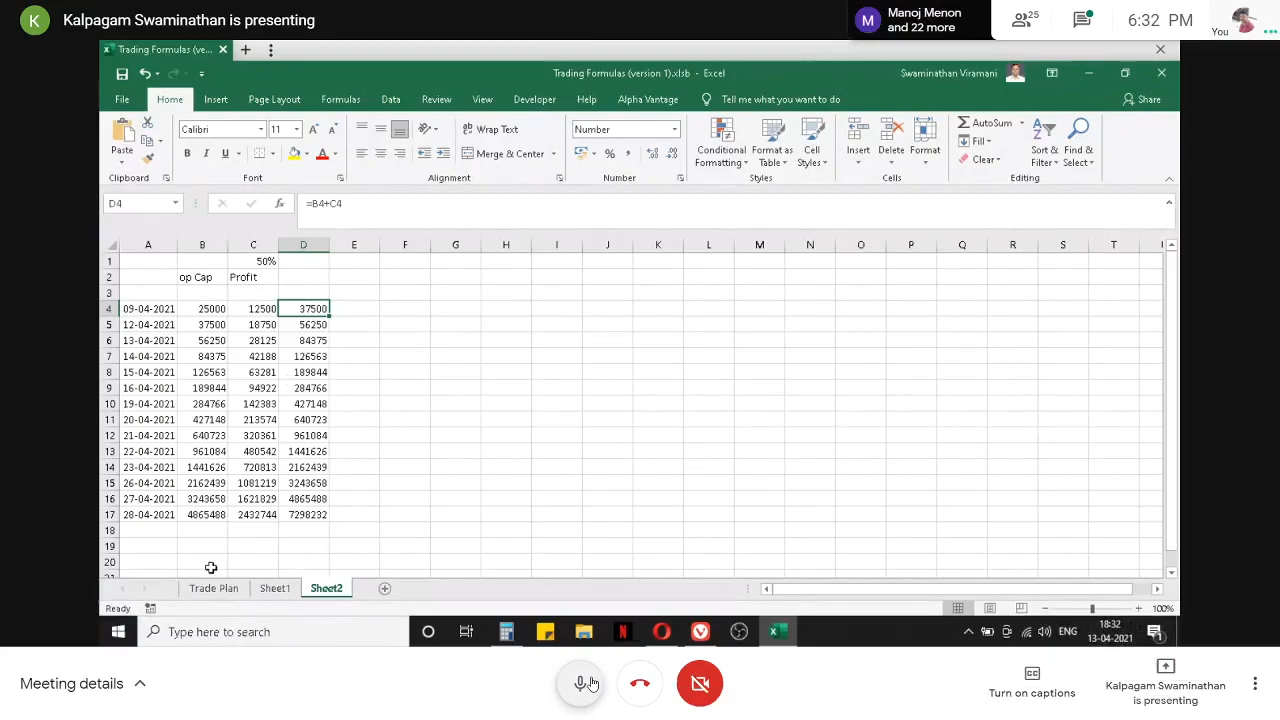 K Kalpagam Swaminathan is presenting
M Manoj Menon and 22 more
25
6:32 PM
You
Trading Formulas (ve...
Trading Formulas (version 1).xlsb - Excel
Swaminathan Viramani
File Home Insert Page Layout Formulas Data Review View Developer Help Alpha Vantage Tell me what you want to do Share
Paste
Calibri 11
B I U
Wrap Text
Merge & Center
Number
Conditional Formatting
Format as Table
Cell Styles
Insert Delete Format
AutoSum
Fill
Clear
Sort & Filter
Find & Select
Clipboard Font Alignment Number Styles Cells Editing
D4 fx =B4+C4
A B C D E F G H I J K L M N O P Q R S T
1 50%
2 op Cap Profit
3
4 09-04-2021 25000 12500 37500
5 12-04-2021 37500 18750 56250
6 13-04-2021 56250 28125 84375
7 14-04-2021 84375 42188 126563
8 15-04-2021 126563 63281 189844
9 16-04-2021 189844 94922 284766
10 19-04-2021 284766 142383 427148
11 20-04-2021 427148 213574 640723
12 21-04-2021 640723 320361 961084
13 22-04-2021 961084 480542 1441626
14 23-04-2021 1441626 720813 2162439
15 26-04-2021 2162439 1081219 3243658
16 27-04-2021 3243658 1621829 4865488
17 28-04-2021 4865488 2432744 7298232
18
19
20
Trade Plan Sheet1 Sheet2
Ready 100%
Type here to search
ENG
18:32
13-04-2021
1
Meeting details
Turn on captions
Kalpagam Swaminathan
is presenting